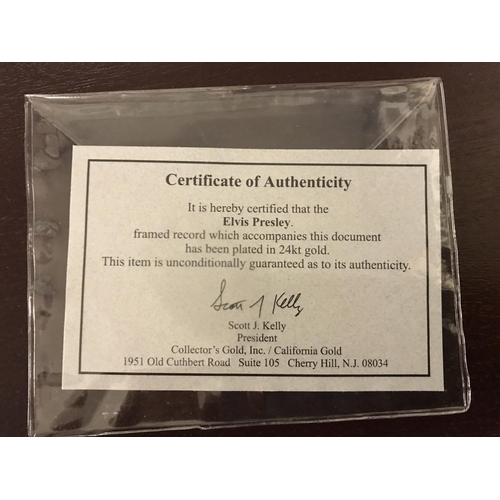 Certificate of Authenticity
It is hereby certified that the
Elvis Presley.
framed record which accompanies this document
has been plated in 24kt gold.
This item is unconditionally guaranteed as to its authenticity.
Scott J Kelly
Scott J. Kelly
President
Collector's Gold, Inc. / California Gold
1951 Old Cuthbert Road Suite 105 Cherry Hill, N.J. 08034